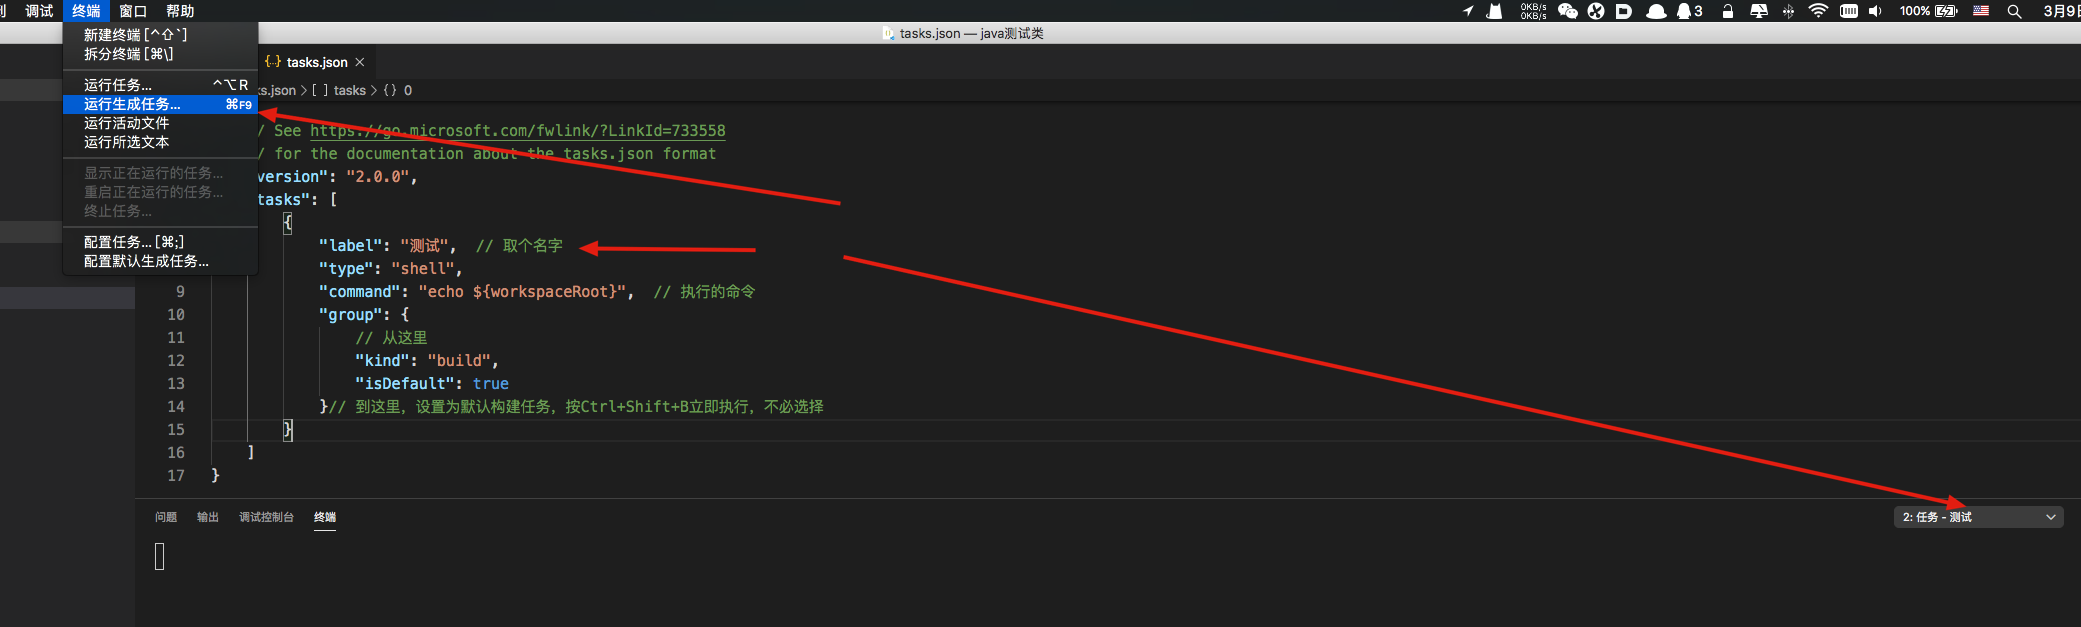 调试 终端 窗口 帮助
0KB/s
0KB/s
3
100%
3月9
tasks.json — java测试类
新建终端 [^⇧`]
拆分终端 [⌘\]
运行任务... ^⌥R
运行生成任务... ⌘F9
运行活动文件
运行所选文本
显示正在运行的任务...
重启正在运行的任务...
终止任务...
配置任务... [⌘;]
配置默认生成任务...
{..} tasks.json ×
ks.json > [ ] tasks > {} 0
/ See https://go.microsoft.com/fwlink/?LinkId=733558
/ for the documentation about the tasks.json format
version": "2.0.0",
tasks": [
{
"label": "测试", // 取个名字
"type": "shell",
9 "command": "echo ${workspaceRoot}", // 执行的命令
10 "group": {
11 // 从这里
12 "kind": "build",
13 "isDefault": true
14 }// 到这里，设置为默认构建任务，按Ctrl+Shift+B立即执行，不必选择
15 }
16 ]
17 }
问题 输出 调试控制台 终端
2: 任务 - 测试